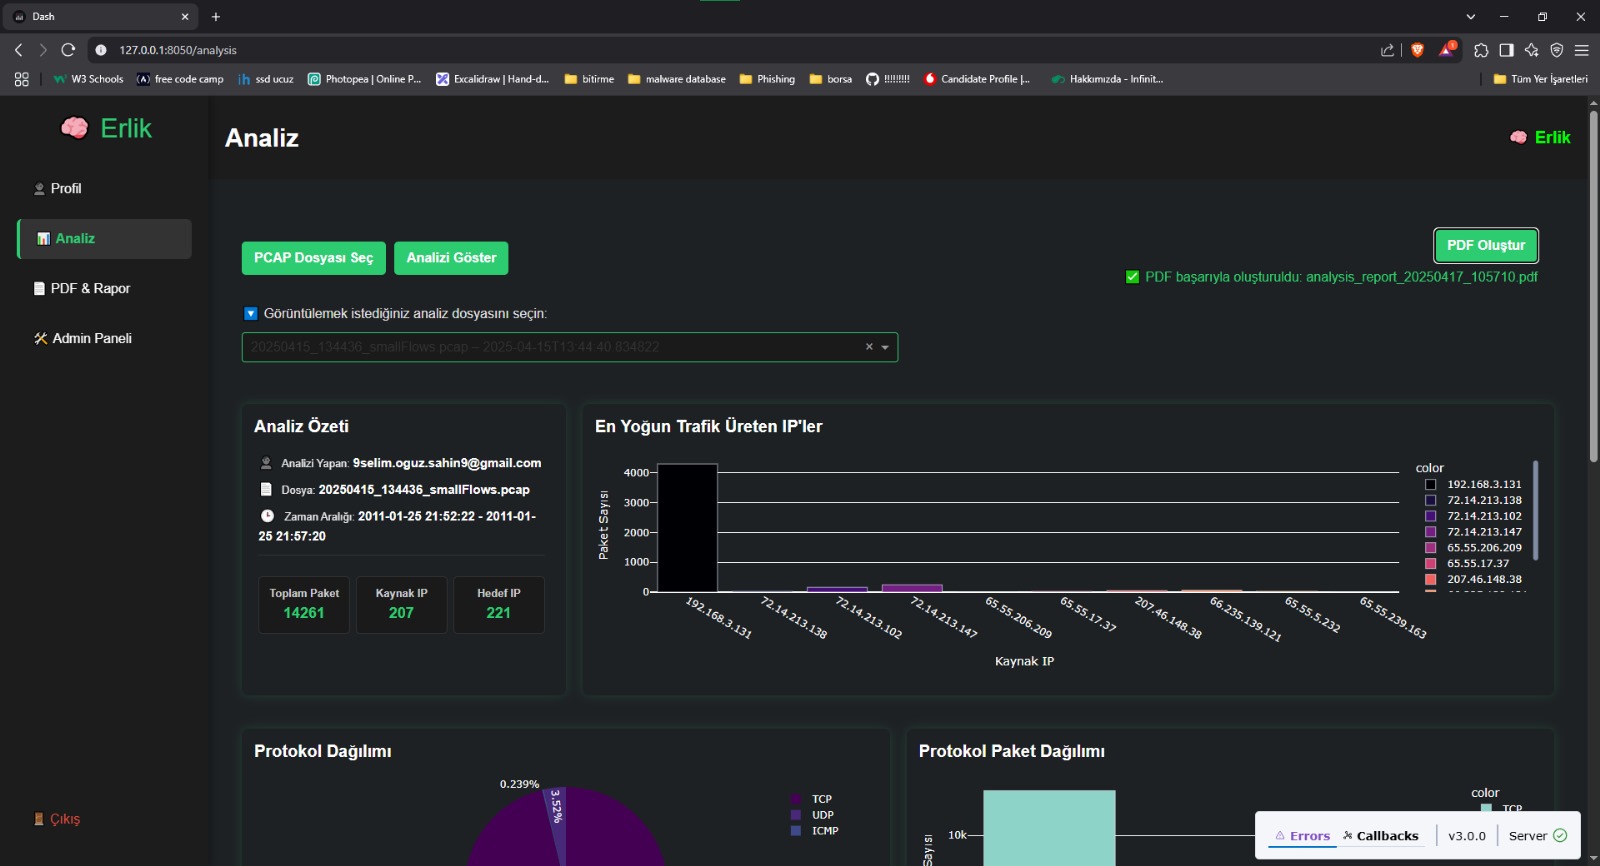 Dash
127.0.0.1:8050/analysis
W3 Schools
free code camp
ssd ucuz
Photopea | Online P...
Excalidraw | Hand-d...
bitirme
malware database
Phishing
borsa
!!!!!!!!!
Candidate Profile |...
Hakkımızda - Infinit...
Tüm Yer İşaretleri
Erlik
Analiz
Erlik
Profil
Analiz
PDF & Rapor
Admin Paneli
Çıkış
PCAP Dosyası Seç
Analizi Göster
PDF Oluştur
PDF başarıyla oluşturuldu: analysis_report_20250417_105710.pdf
Görüntülemek istediğiniz analiz dosyasını seçin:
20250415_134436_smallFlows.pcap – 2025-04-15T13:44:40.834822
Analiz Özeti
Analizi Yapan: 9selim.oguz.sahin9@gmail.com
Dosya: 20250415_134436_smallFlows.pcap
Zaman Aralığı: 2011-01-25 21:52:22 - 2011-01-
25 21:57:20
Toplam Paket
14261
Kaynak IP
207
Hedef IP
221
En Yoğun Trafik Üreten IP'ler
4000
3000
2000
1000
0
Paket Sayısı
192.168.3.131
72.14.213.138
72.14.213.102
72.14.213.147
65.55.206.209
65.55.17.37
207.46.148.38
66.235.139.121
65.55.5.232
65.55.239.163
Kaynak IP
color
192.168.3.131
72.14.213.138
72.14.213.102
72.14.213.147
65.55.206.209
65.55.17.37
207.46.148.38
Protokol Dağılımı
0.239%
3.52%
TCP
UDP
ICMP
Protokol Paket Dağılımı
10k
Sayısı
color
TCP
Errors
Callbacks
v3.0.0
Server